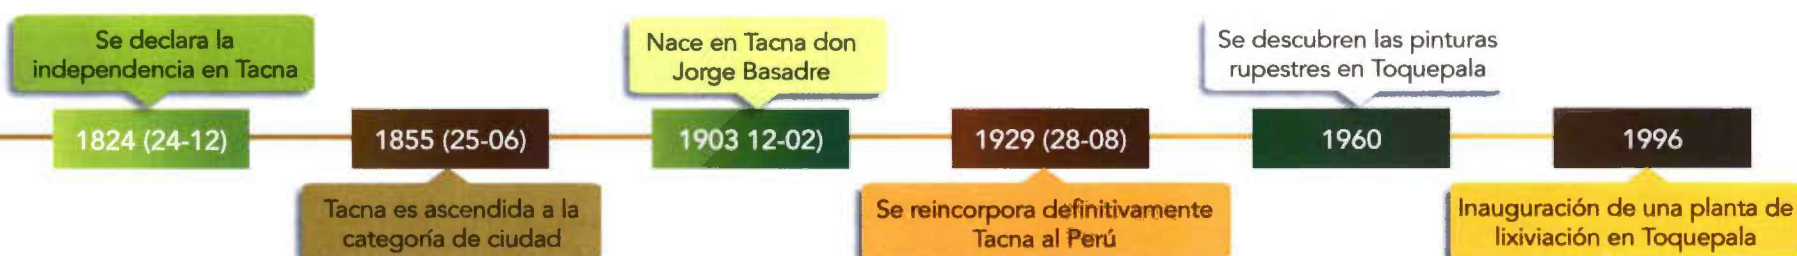 Se declara la
independencia en Tacna
1824 (24-12)
1855 (25-06)
Tacna es ascendida a la
categoría de ciudad
Nace en Tacna don
Jorge Basadre
1903 12-02)
1929 (28-08)
Se reincorpora definitivamente
Tacna al Perú
Se descubren las pinturas
rupestres en Toquepala
1960
1996
Inauguración de una planta de
lixiviación en Toquepala